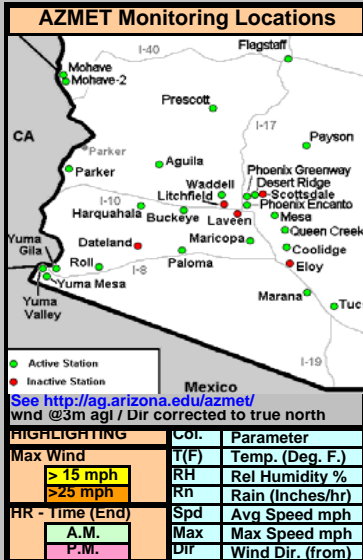 AZMET Monitoring Locations
I-40
Flagstaff
Mohave
Mohave-2
Prescott
I-17
CA
Payson
Parker
Aguila
Phoenix Greenway
Parker
Waddell
Desert Ridge
Litchfield
Scottsdale
I-10
Phoenix Encanto
Harquahala
Buckeye
Laveen
Mesa
Yuma Gila
Dateland
Maricopa
Queen Creek
Coolidge
Roll
I-8
Paloma
Eloy
Yuma Mesa
Yuma Valley
Marana
Tuc
I-19
Active Station
Inactive Station
Mexico
See http://ag.arizona.edu/azmet/
wnd @3m agl / Dir corrected to true north
HIGHLIGHTING
Col. Parameter
Max Wind
T(F) Temp. (Deg. F.)
> 15 mph
RH Rel Humidity %
>25 mph
Rn Rain (Inches/hr)
HR - Time (End)
Spd Avg Speed mph
A.M.
Max Max Speed mph
P.M.
Dir Wind Dir. (from)